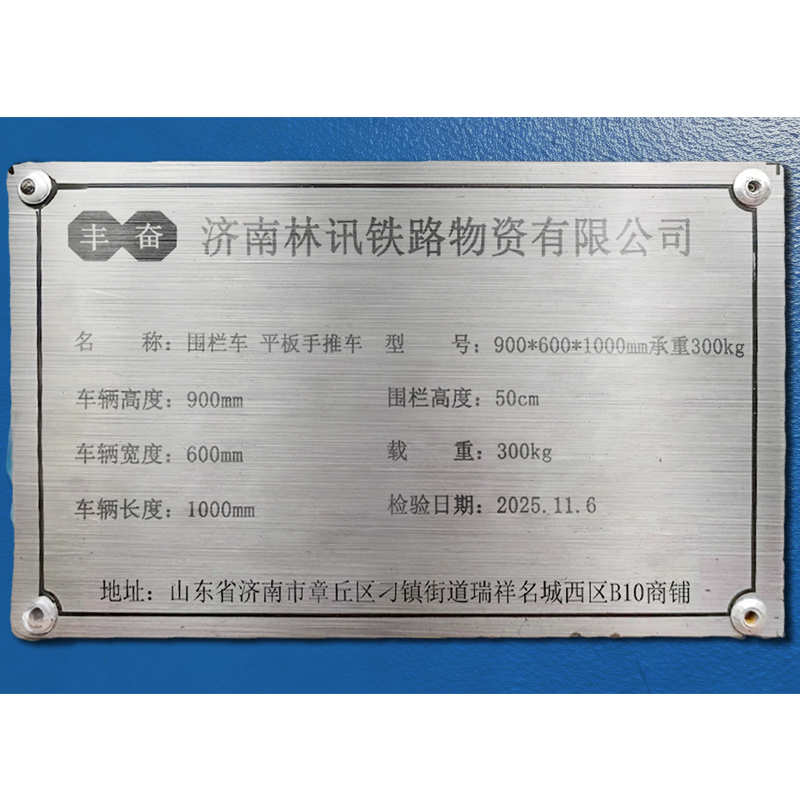 丰奋 济南林讯铁路物资有限公司
名 称：围栏车 平板手推车 型 号：900*600*1000mm承重300kg
车辆高度：900mm 围栏高度：50cm
车辆宽度：600mm 载 重：300kg
车辆长度：1000mm 检验日期：2025.11.6
地址：山东省济南市章丘区刁镇街道瑞祥名城西区B10商铺